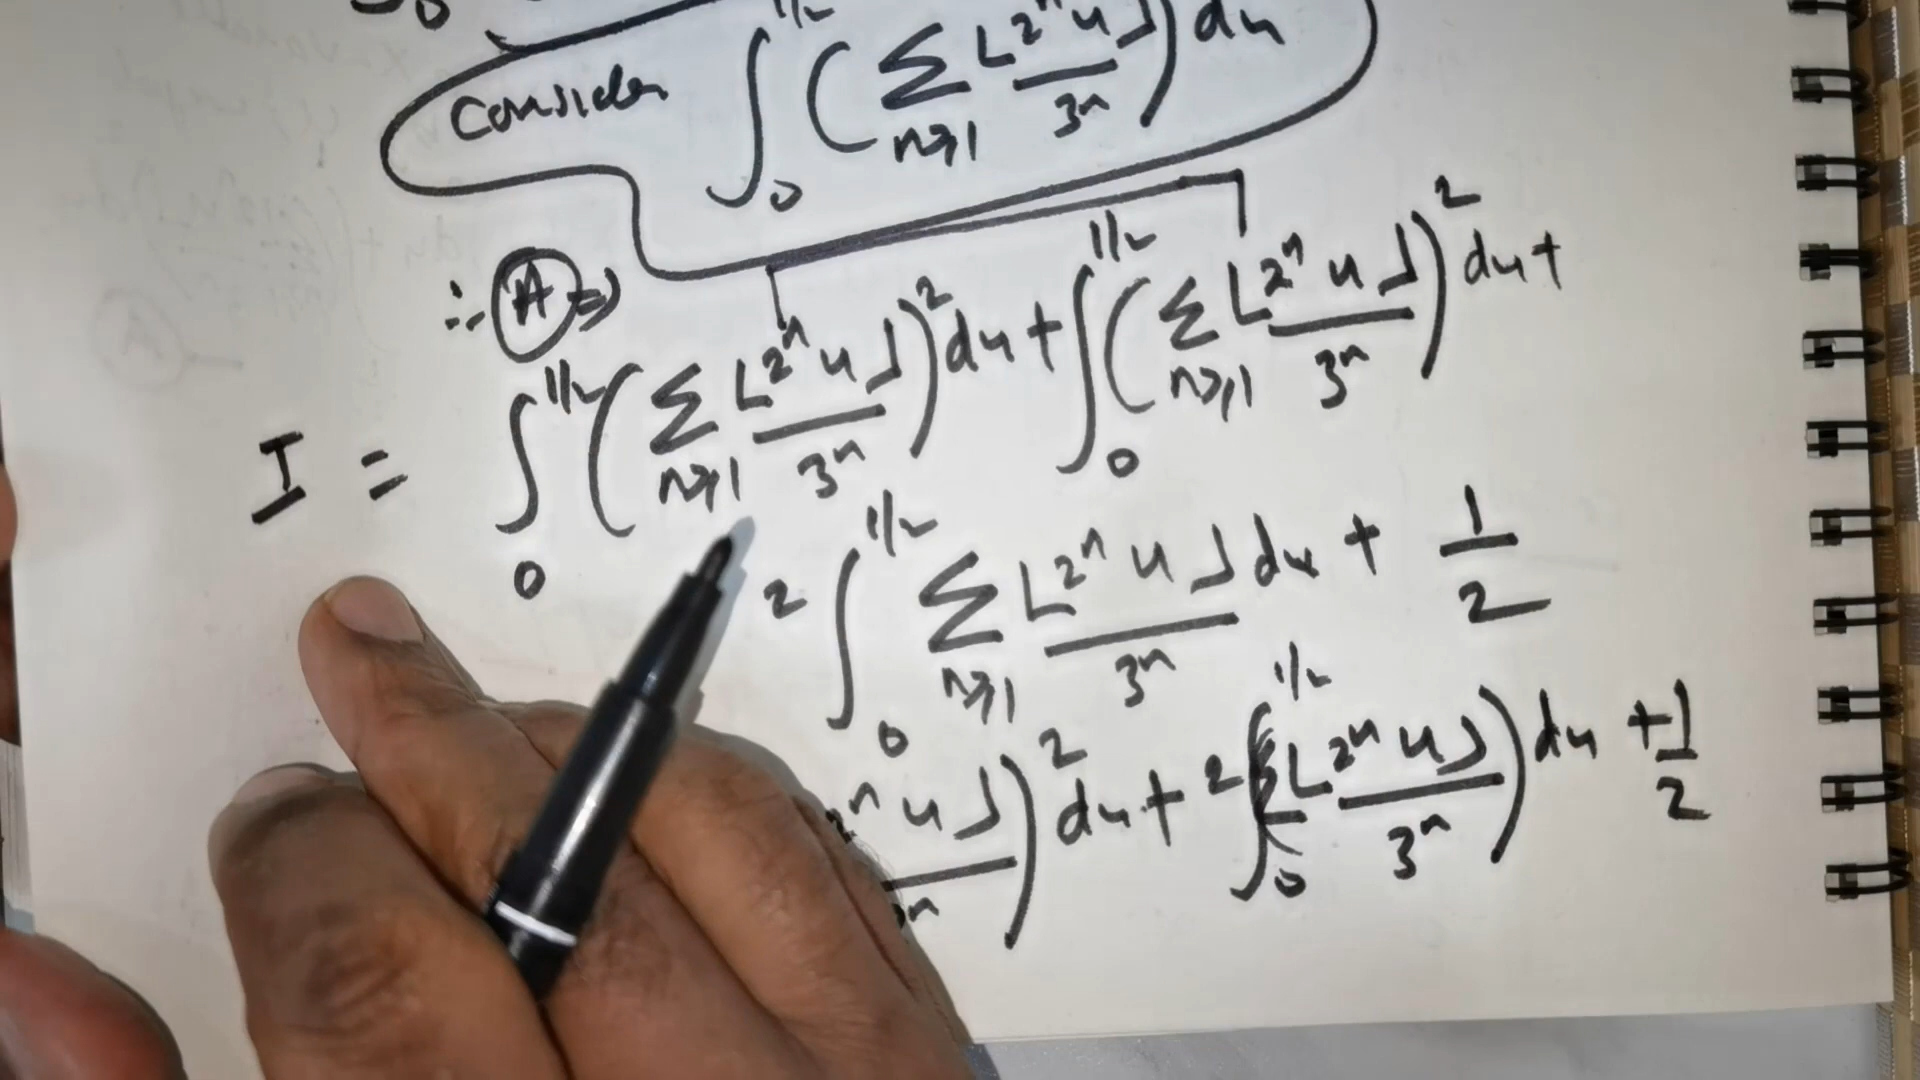 Consider ∫₀^{1/2} (∑_{n≥1} ⌊2ⁿu⌋/3ⁿ) du
∴ (A) ⇒
I = ∫₀^{1/2} (∑_{n≥1} ⌊2ⁿu⌋/3ⁿ)² du + ∫₀^{1/2} (∑_{n≥1} ⌊2ⁿu⌋/3ⁿ)² du +
2 ∫₀^{1/2} ∑_{n≥1} ⌊2ⁿu⌋/3ⁿ du + 1/2
ⁿu⌋)² du + 2 ∫₀^{1/2} ⌊2ⁿu⌋/3ⁿ) du + 1/2